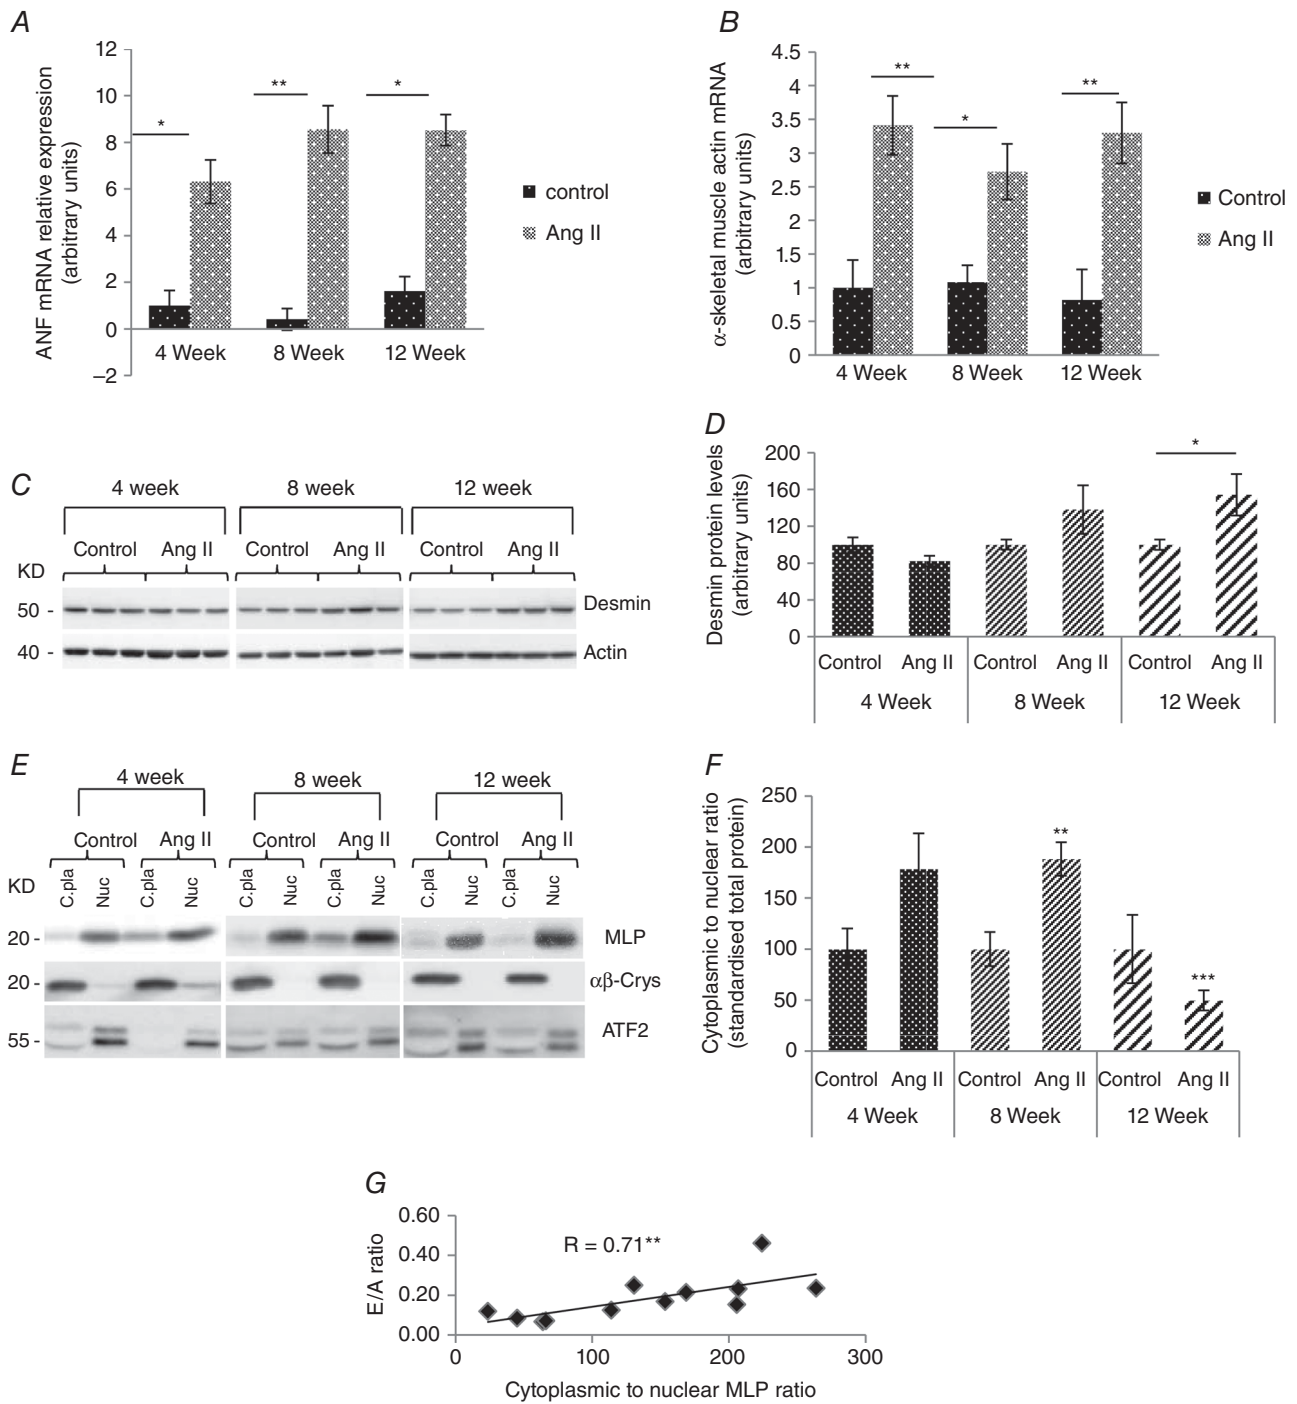 A
ANF mRNA relative expression
(arbitrary units)
12
10
8
6
4
2
0
–2
*
**
*
4 Week 8 Week 12 Week
control
Ang II
B
α-skeletal muscle actin mRNA
(arbitrary units)
4.5
4
3.5
3
2.5
2
1.5
1
0.5
0
**
*
**
4 Week 8 Week 12 Week
Control
Ang II
C
4 week 8 week 12 week
Control Ang II Control Ang II Control Ang II
KD
50 - Desmin
40 - Actin
D
Desmin protein levels
(arbitrary units)
200
160
120
80
40
0
*
Control Ang II Control Ang II Control Ang II
4 Week 8 Week 12 Week
E
4 week 8 week 12 week
Control Ang II Control Ang II Control Ang II
KD
C.pla Nuc C.pla Nuc C.pla Nuc C.pla Nuc C.pla Nuc C.pla Nuc
20 - MLP
20 - αβ-Crys
55 - ATF2
F
Cytoplasmic to nuclear ratio
(standardised total protein)
250
200
150
100
50
0
**
***
Control Ang II Control Ang II Control Ang II
4 Week 8 Week 12 Week
G
E/A ratio
0.60
0.40
0.20
0.00
R = 0.71**
0 100 200 300
Cytoplasmic to nuclear MLP ratio